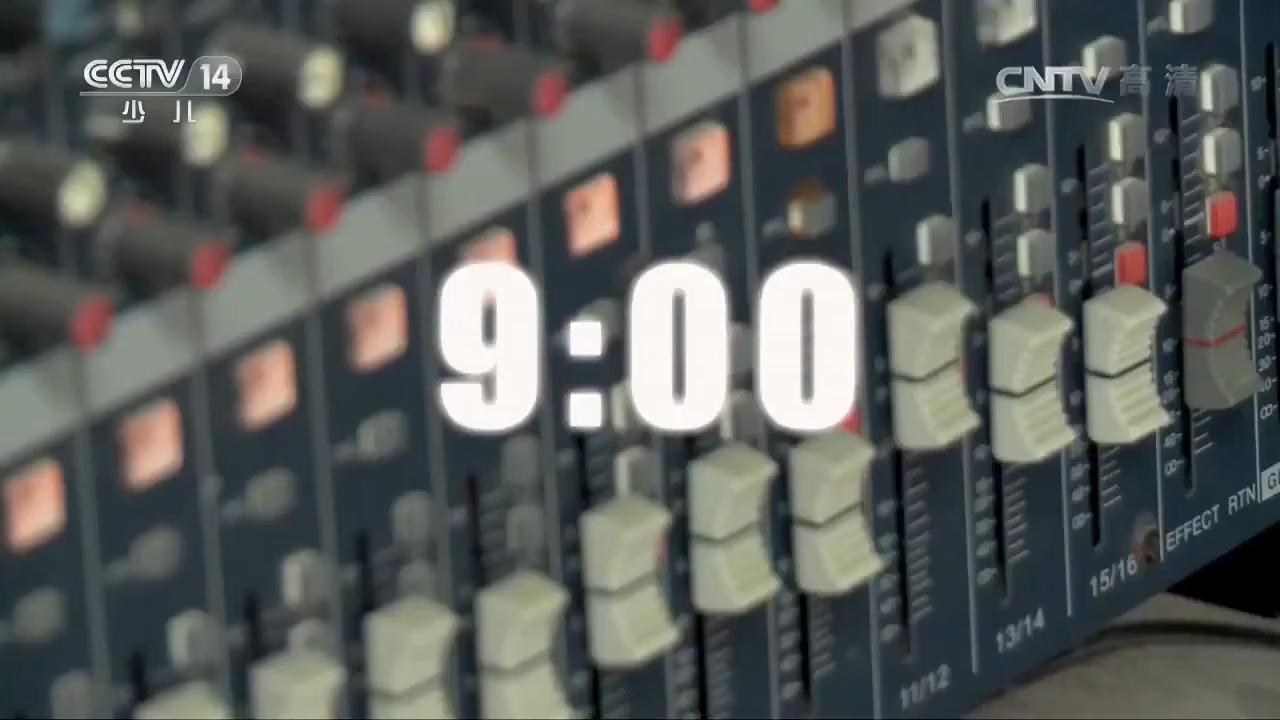 CCTV 14
少儿
CNTV 高清
9:00
EFFECT RTN
15/16
13/14
11/12